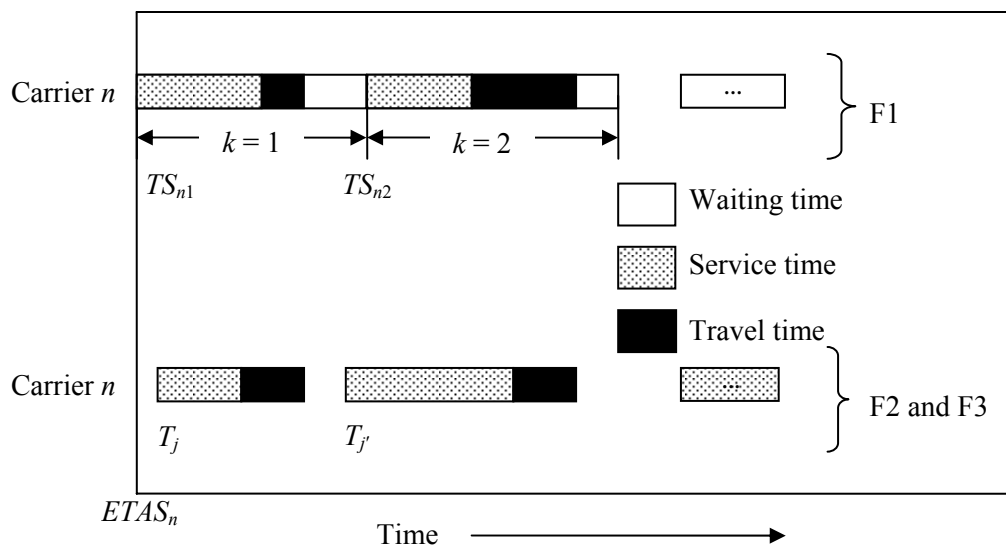 Carrier n
...
F1
k = 1
k = 2
TSn1
TSn2
Waiting time
Service time
Travel time
Carrier n
...
F2 and F3
Tj
Tj'
ETASn
Time